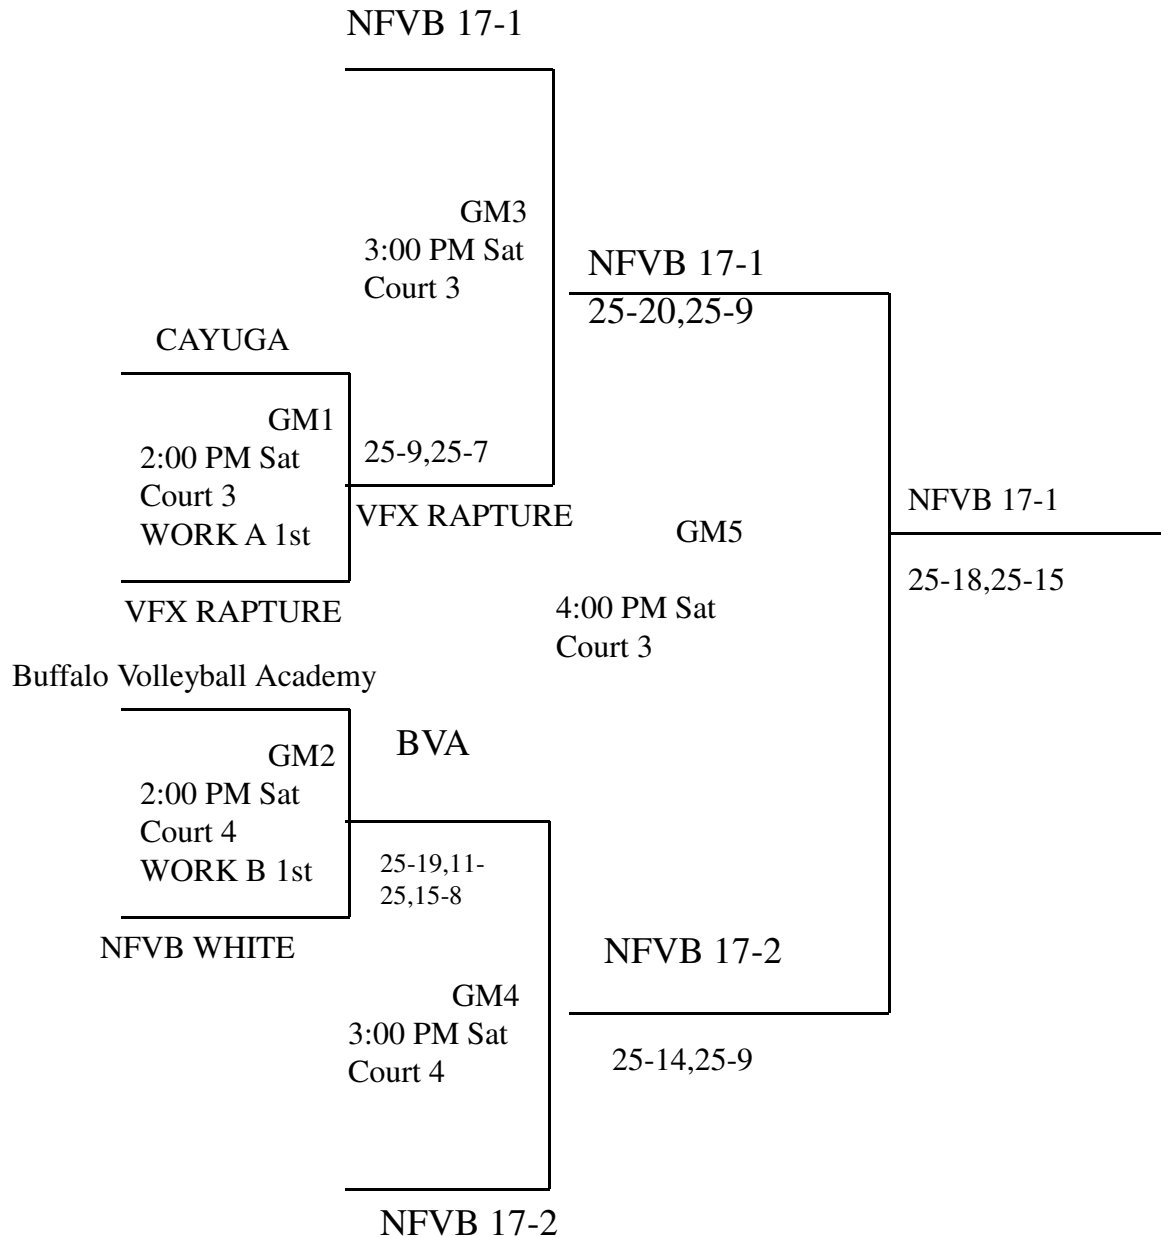 NFVB 17-1
GM3
3:00 PM Sat
Court 3
NFVB 17-1
25-20,25-9
CAYUGA
GM1
2:00 PM Sat
Court 3
WORK A 1st
25-9,25-7
VFX RAPTURE
VFX RAPTURE
GM5
4:00 PM Sat
Court 3
NFVB 17-1
25-18,25-15
Buffalo Volleyball Academy
GM2
2:00 PM Sat
Court 4
WORK B 1st
BVA
25-19,11-
25,15-8
NFVB WHITE
GM4
3:00 PM Sat
Court 4
NFVB 17-2
25-14,25-9
NFVB 17-2